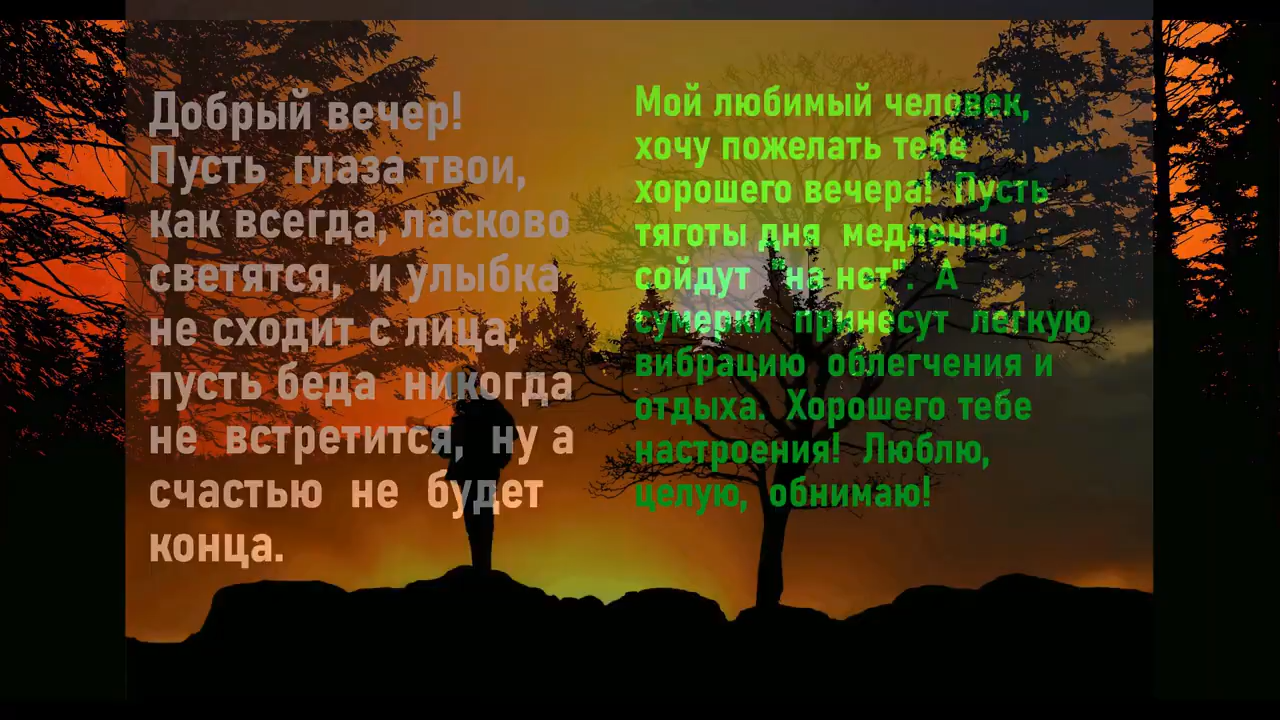 Добрый вечер!
Пусть глаза твои,
как всегда, ласково
светятся, и улыбка
не сходит с лица,
пусть беда никогда
не встретится, ну а
счастью не будет
конца.
Мой любимый человек,
хочу пожелать тебе
хорошего вечера! Пусть
тяготы дня медленно
сойдут "на нет". А
сумерки принесут легкую
вибрацию облегчения и
отдыха. Хорошего тебе
настроения! Люблю,
целую, обнимаю!